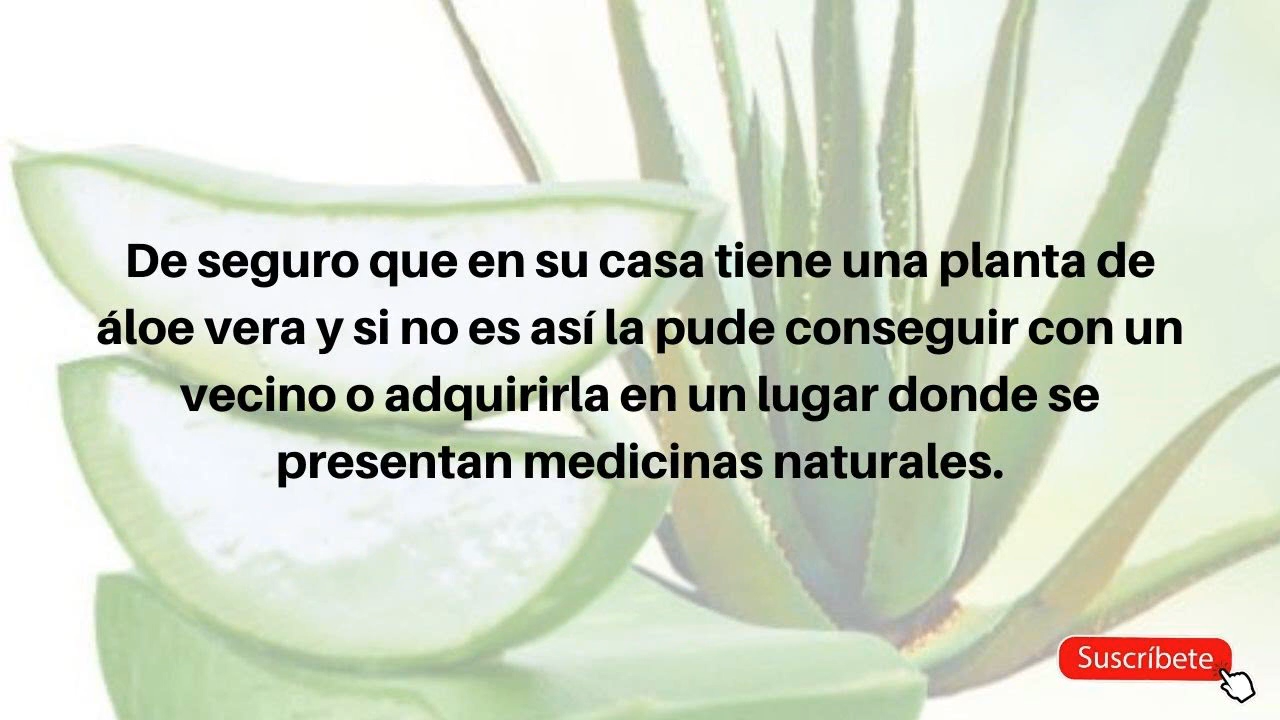 De seguro que en su casa tiene una planta de
áloe vera y si no es así la pude conseguir con un
vecino o adquirirla en un lugar donde se
presentan medicinas naturales.
Suscríbete